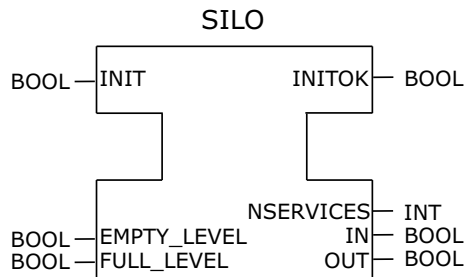 SILO
BOOL INIT INITOK BOOL
NSERVICES INT
BOOL EMPTY_LEVEL IN BOOL
BOOL FULL_LEVEL OUT BOOL